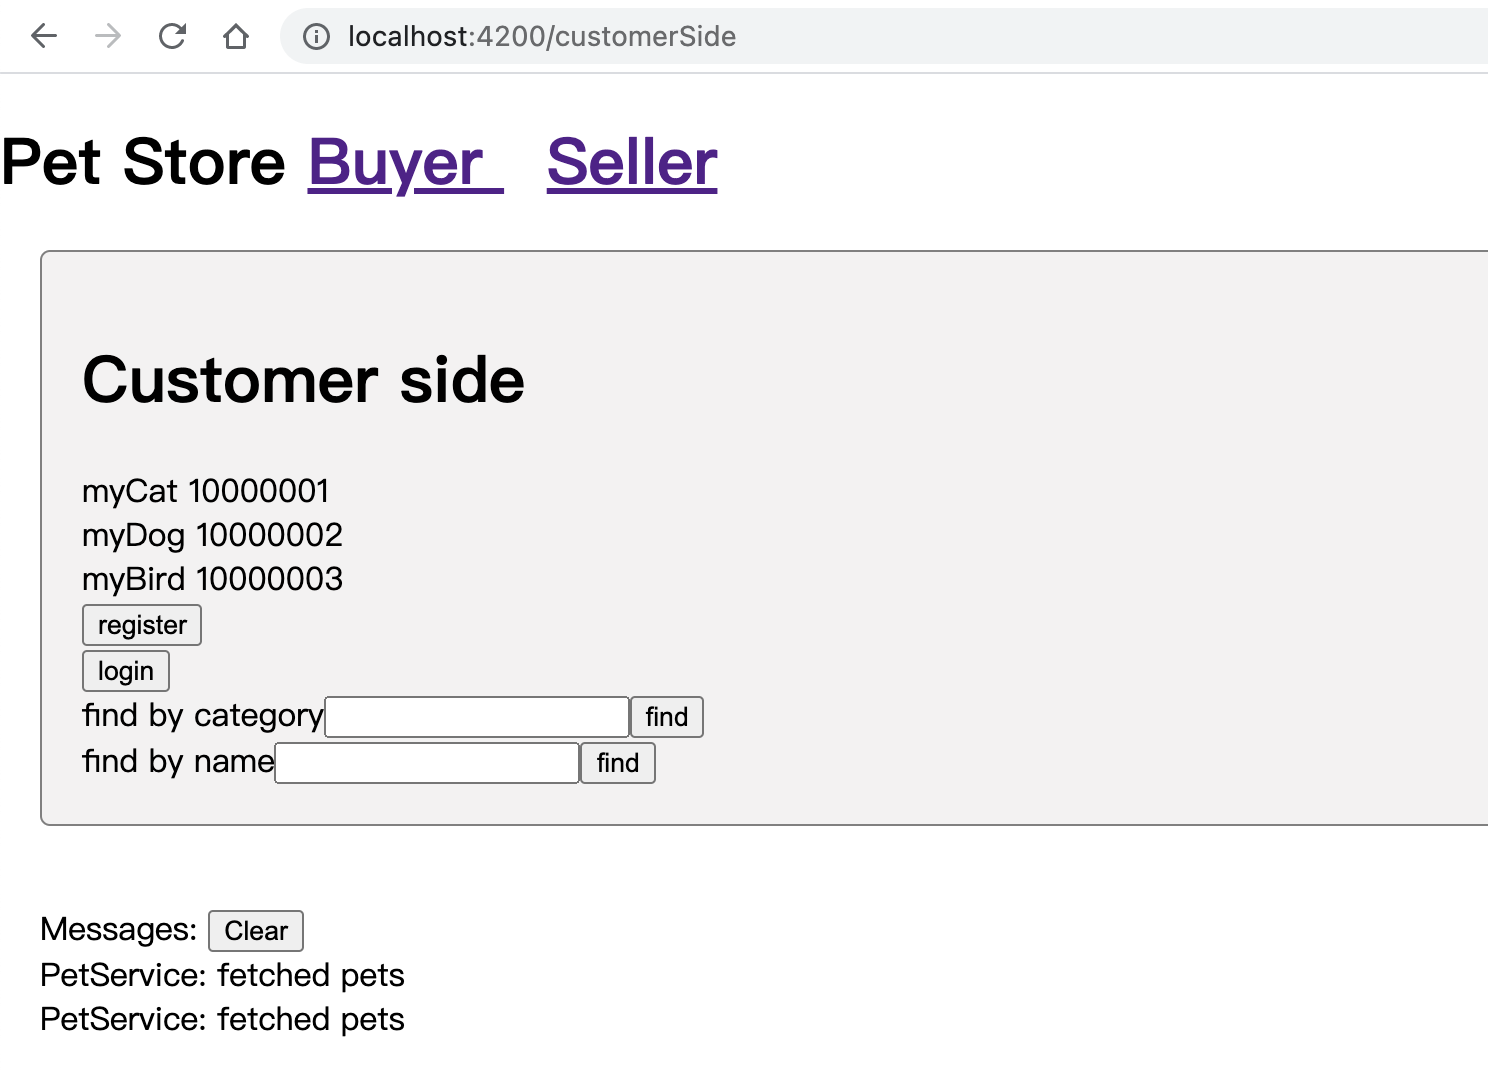 localhost:4200/customerSide
Pet Store Buyer Seller
Customer side
myCat 10000001
myDog 10000002
myBird 10000003
register
login
find by category find
find by name find
Messages: Clear
PetService: fetched pets
PetService: fetched pets